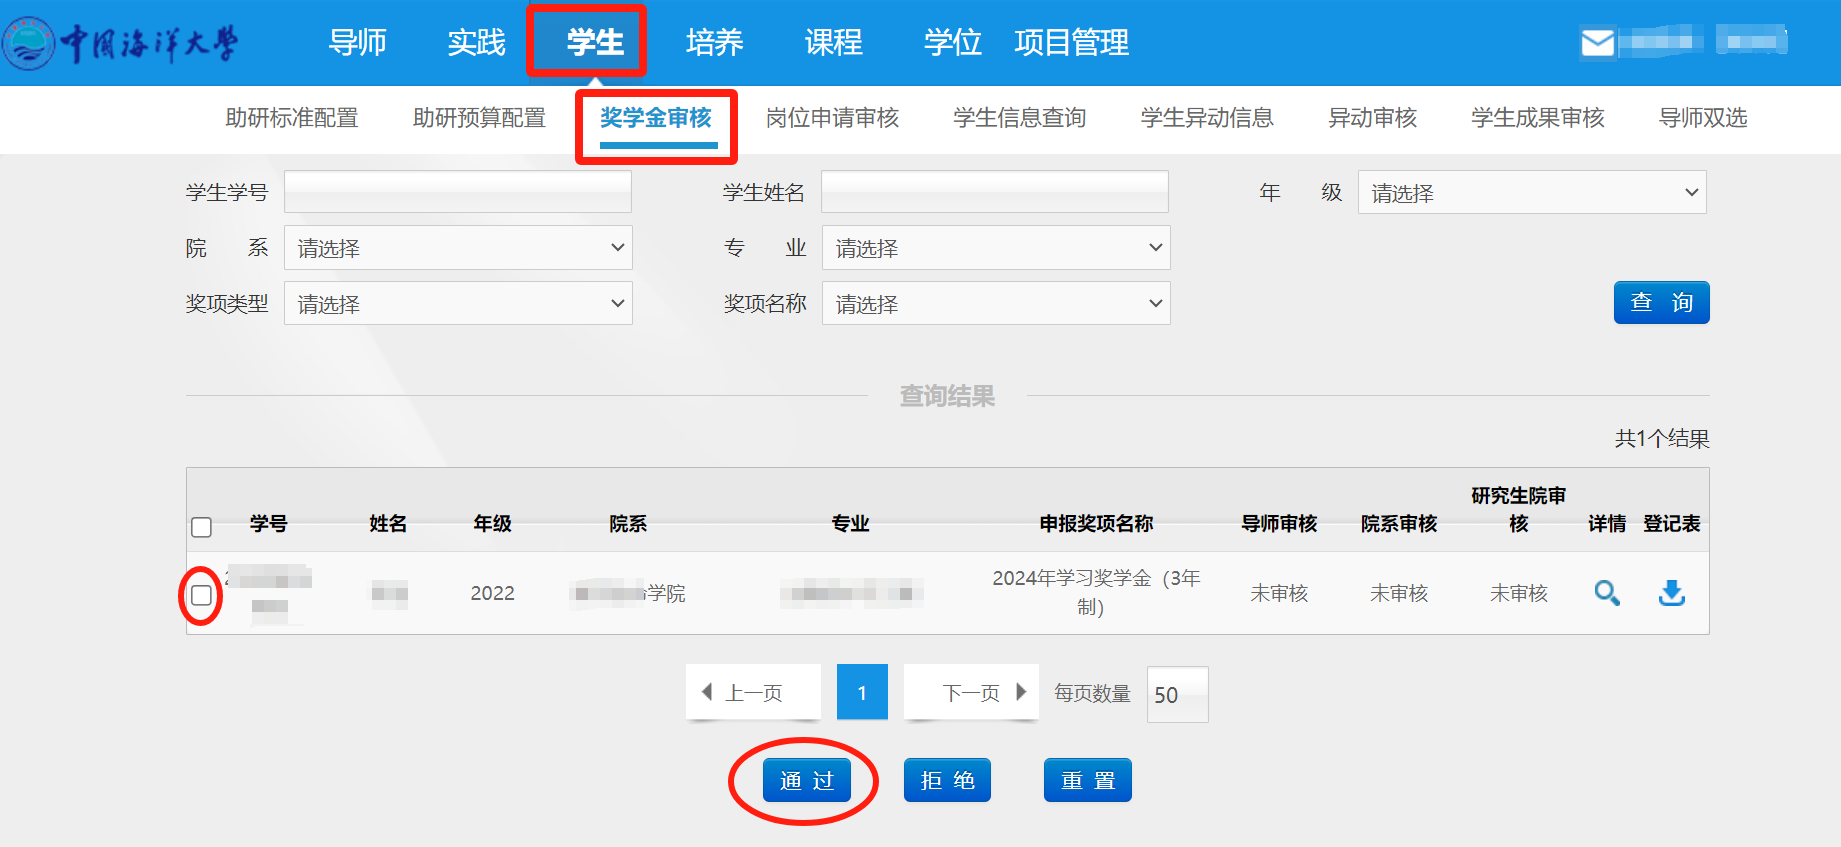 中国海洋大学
导师 实践 学生 培养 课程 学位 项目管理
助研标准配置 助研预算配置 奖学金审核 岗位申请审核 学生信息查询 学生异动信息 异动审核 学生成果审核 导师双选
学生学号 学生姓名 年 级 请选择
院 系 请选择 专 业 请选择
奖项类型 请选择 奖项名称 请选择 查 询
查询结果
共1个结果
学号 姓名 年级 院系 专业 申报奖项名称 导师审核 院系审核 研究生院审
核 详情 登记表
2022 学院 2024年学习奖学金（3年
制） 未审核 未审核 未审核
上一页 1 下一页 每页数量 50
通 过 拒 绝 重 置